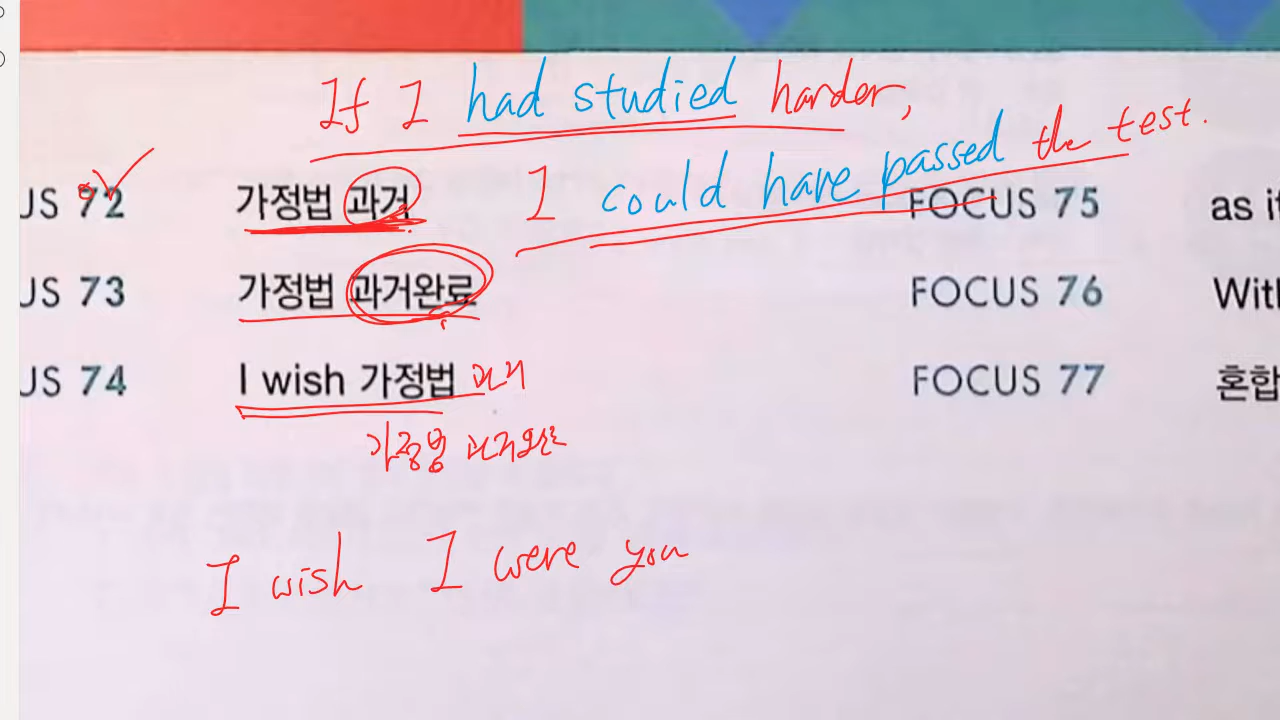 If I had studied harder,
I could have passed the test.
US 72 가정법 과거
FOCUS 75 as if
US 73 가정법 과거완료
FOCUS 76 With
US 74 I wish 가정법 과거
FOCUS 77 혼합
가정법 과거완료
I wish I were you